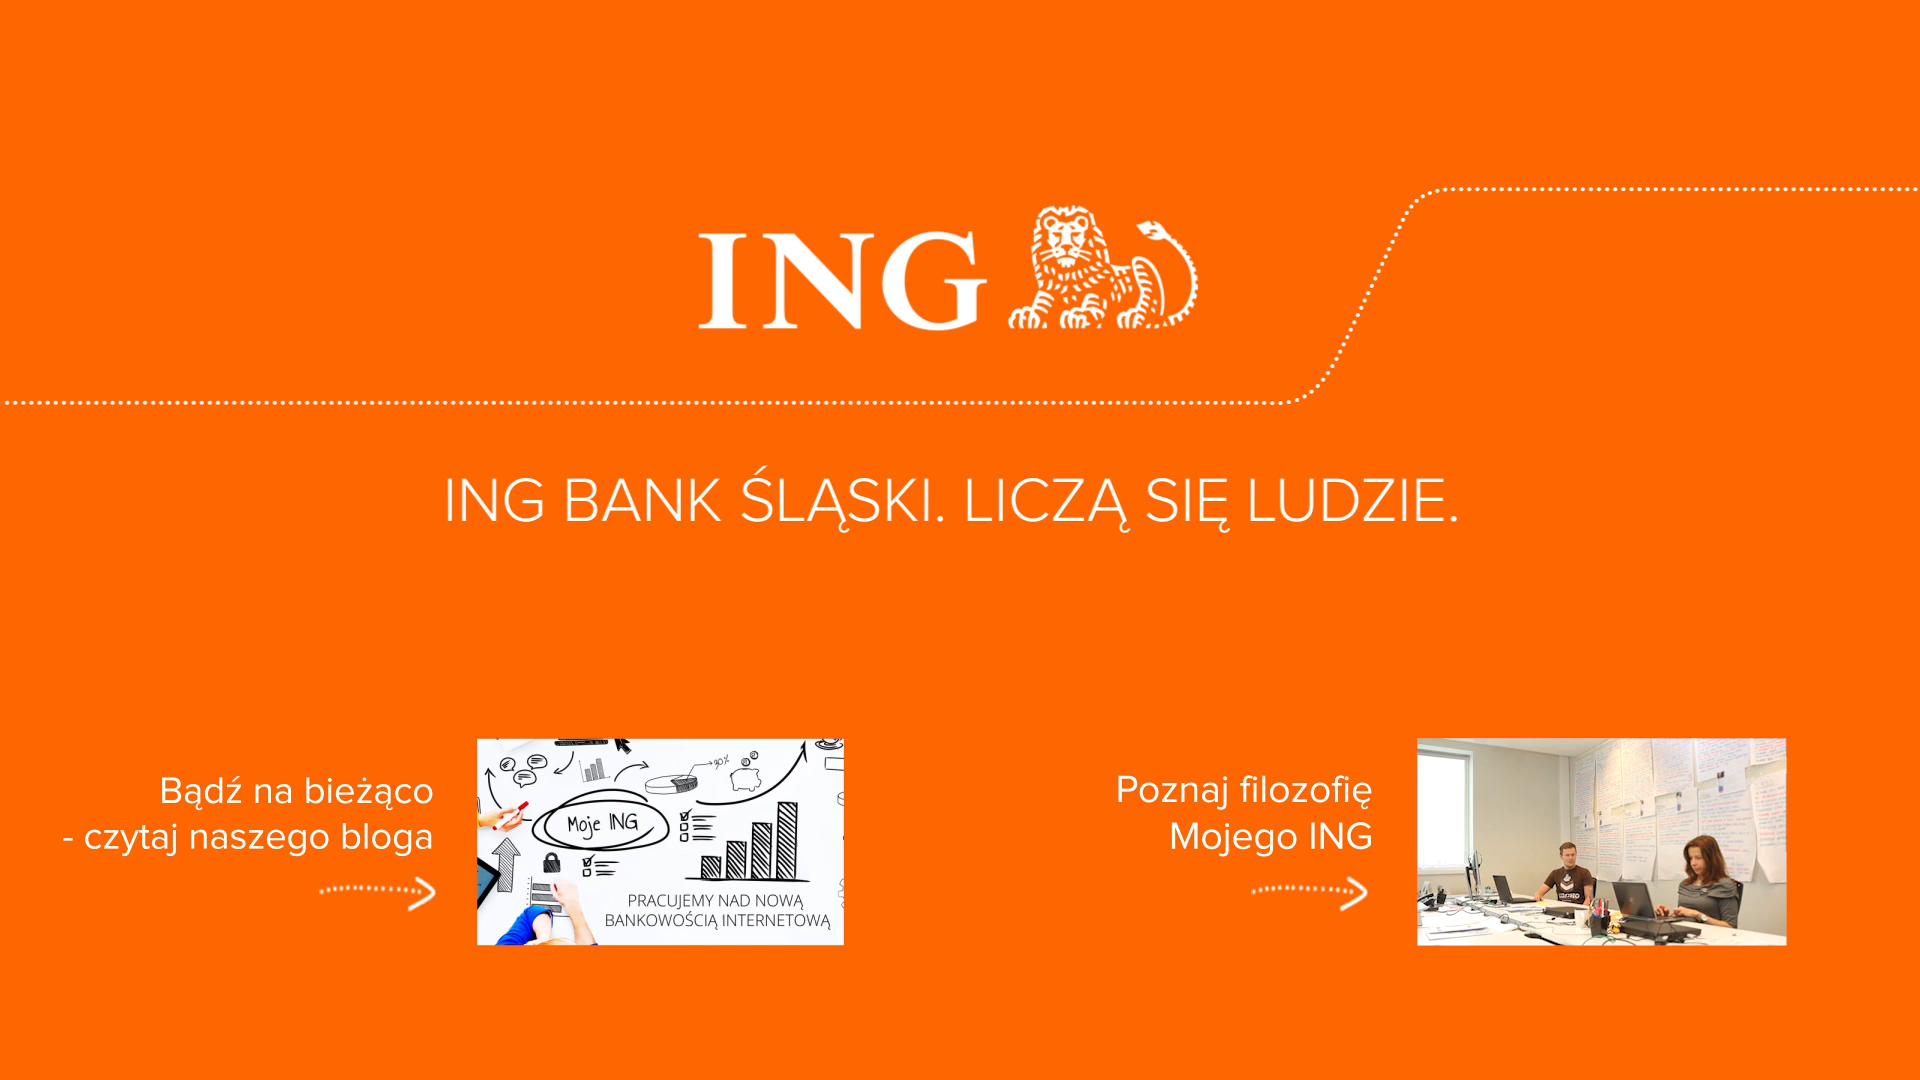 ING
ING BANK ŚLĄSKI. LICZĄ SIĘ LUDZIE.
Bądź na bieżąco
- czytaj naszego bloga
30%
Moje ING
PRACUJEMY NAD NOWĄ
BANKOWOŚCIĄ INTERNETOWĄ
Poznaj filozofię
Mojego ING